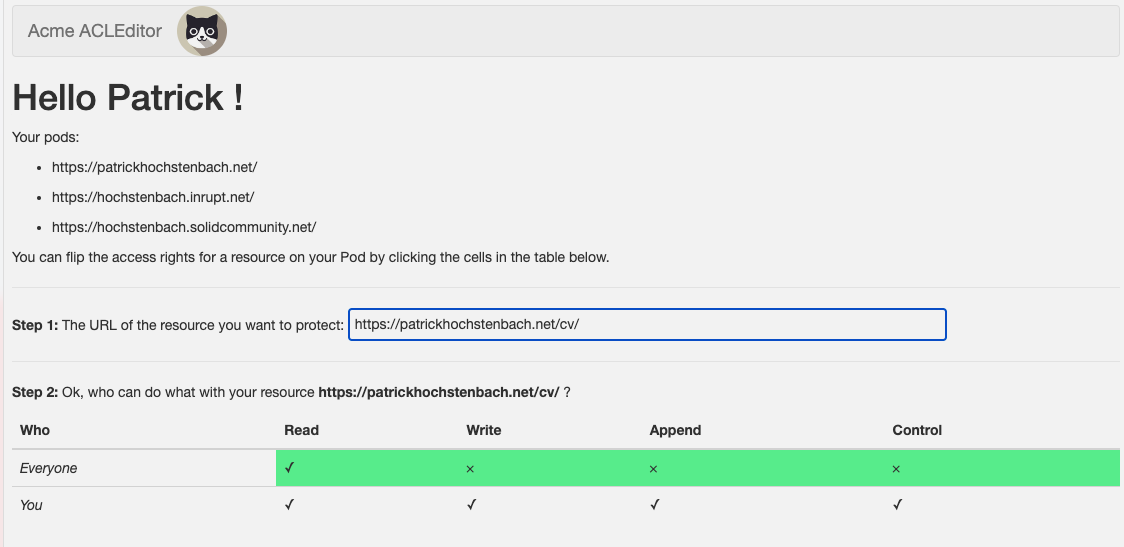 Acme ACLEditor
Hello Patrick !
Your pods:
• https://patrickhochstenbach.net/
• https://hochstenbach.inrupt.net/
• https://hochstenbach.solidcommunity.net/
You can flip the access rights for a resource on your Pod by clicking the cells in the table below.
Step 1: The URL of the resource you want to protect: https://patrickhochstenbach.net/cv/
Step 2: Ok, who can do what with your resource https://patrickhochstenbach.net/cv/ ?
Who Read Write Append Control
Everyone ✓ × × ×
You ✓ ✓ ✓ ✓